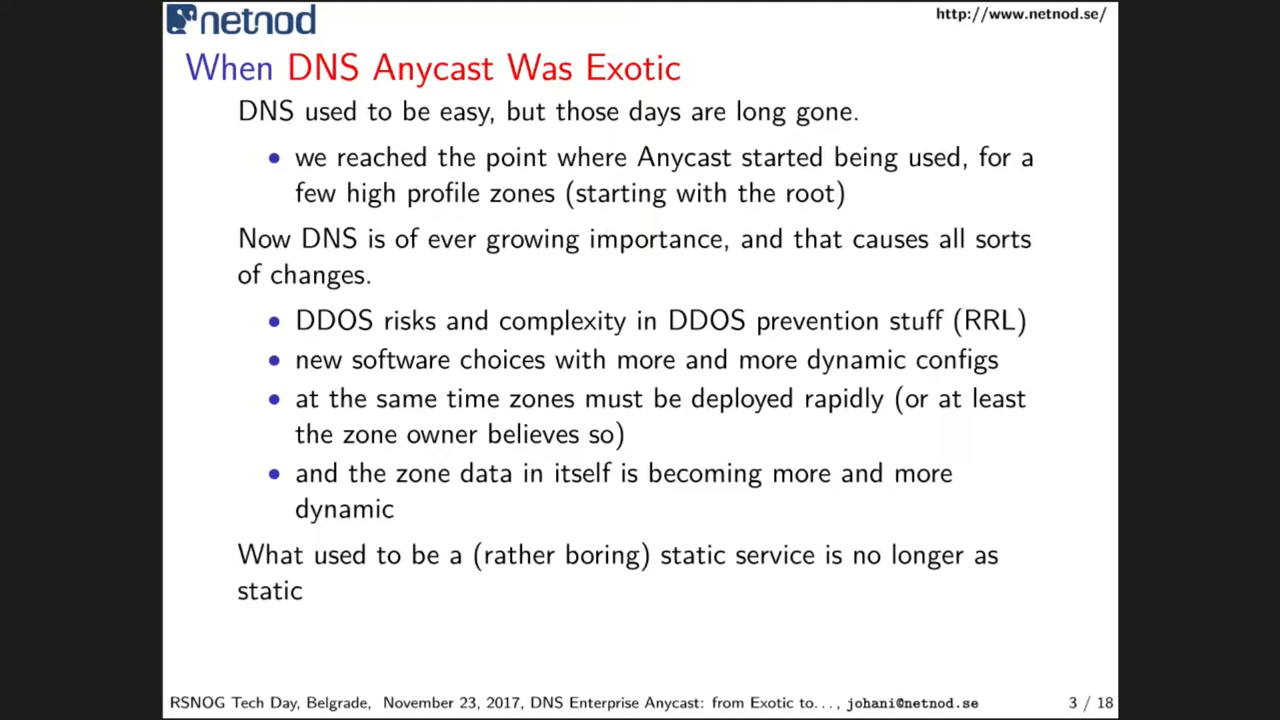 netnod
http://www.netnod.se/
When DNS Anycast Was Exotic
DNS used to be easy, but those days are long gone.
• we reached the point where Anycast started being used, for a
few high profile zones (starting with the root)
Now DNS is of ever growing importance, and that causes all sorts
of changes.
• DDOS risks and complexity in DDOS prevention stuff (RRL)
• new software choices with more and more dynamic configs
• at the same time zones must be deployed rapidly (or at least
the zone owner believes so)
• and the zone data in itself is becoming more and more
dynamic
What used to be a (rather boring) static service is no longer as
static
RSNOG Tech Day, Belgrade, November 23, 2017, DNS Enterprise Anycast: from Exotic to..., johani@netnod.se 3 / 18